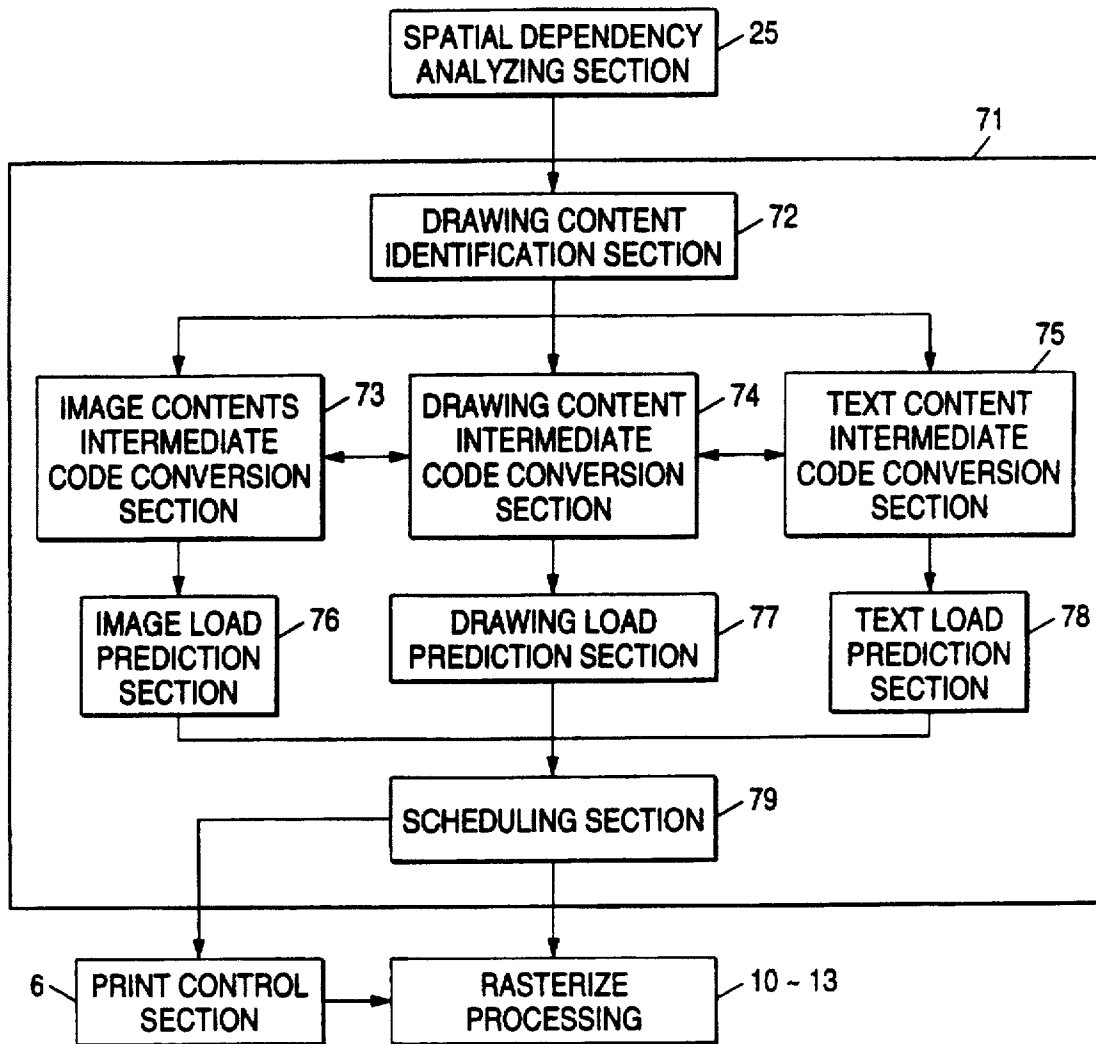 SPATIAL DEPENDENCY
ANALYZING SECTION
25
71
DRAWING CONTENT
IDENTIFICATION SECTION
72
IMAGE CONTENTS
INTERMEDIATE
CODE CONVERSION
SECTION
73
DRAWING CONTENT
INTERMEDIATE
CODE CONVERSION
SECTION
74
TEXT CONTENT
INTERMEDIATE
CODE CONVERSION
SECTION
75
IMAGE LOAD
PREDICTION
SECTION
76
DRAWING LOAD
PREDICTION SECTION
77
TEXT LOAD
PREDICTION
SECTION
78
SCHEDULING SECTION
79
6
PRINT CONTROL
SECTION
RASTERIZE
PROCESSING
10 ~ 13